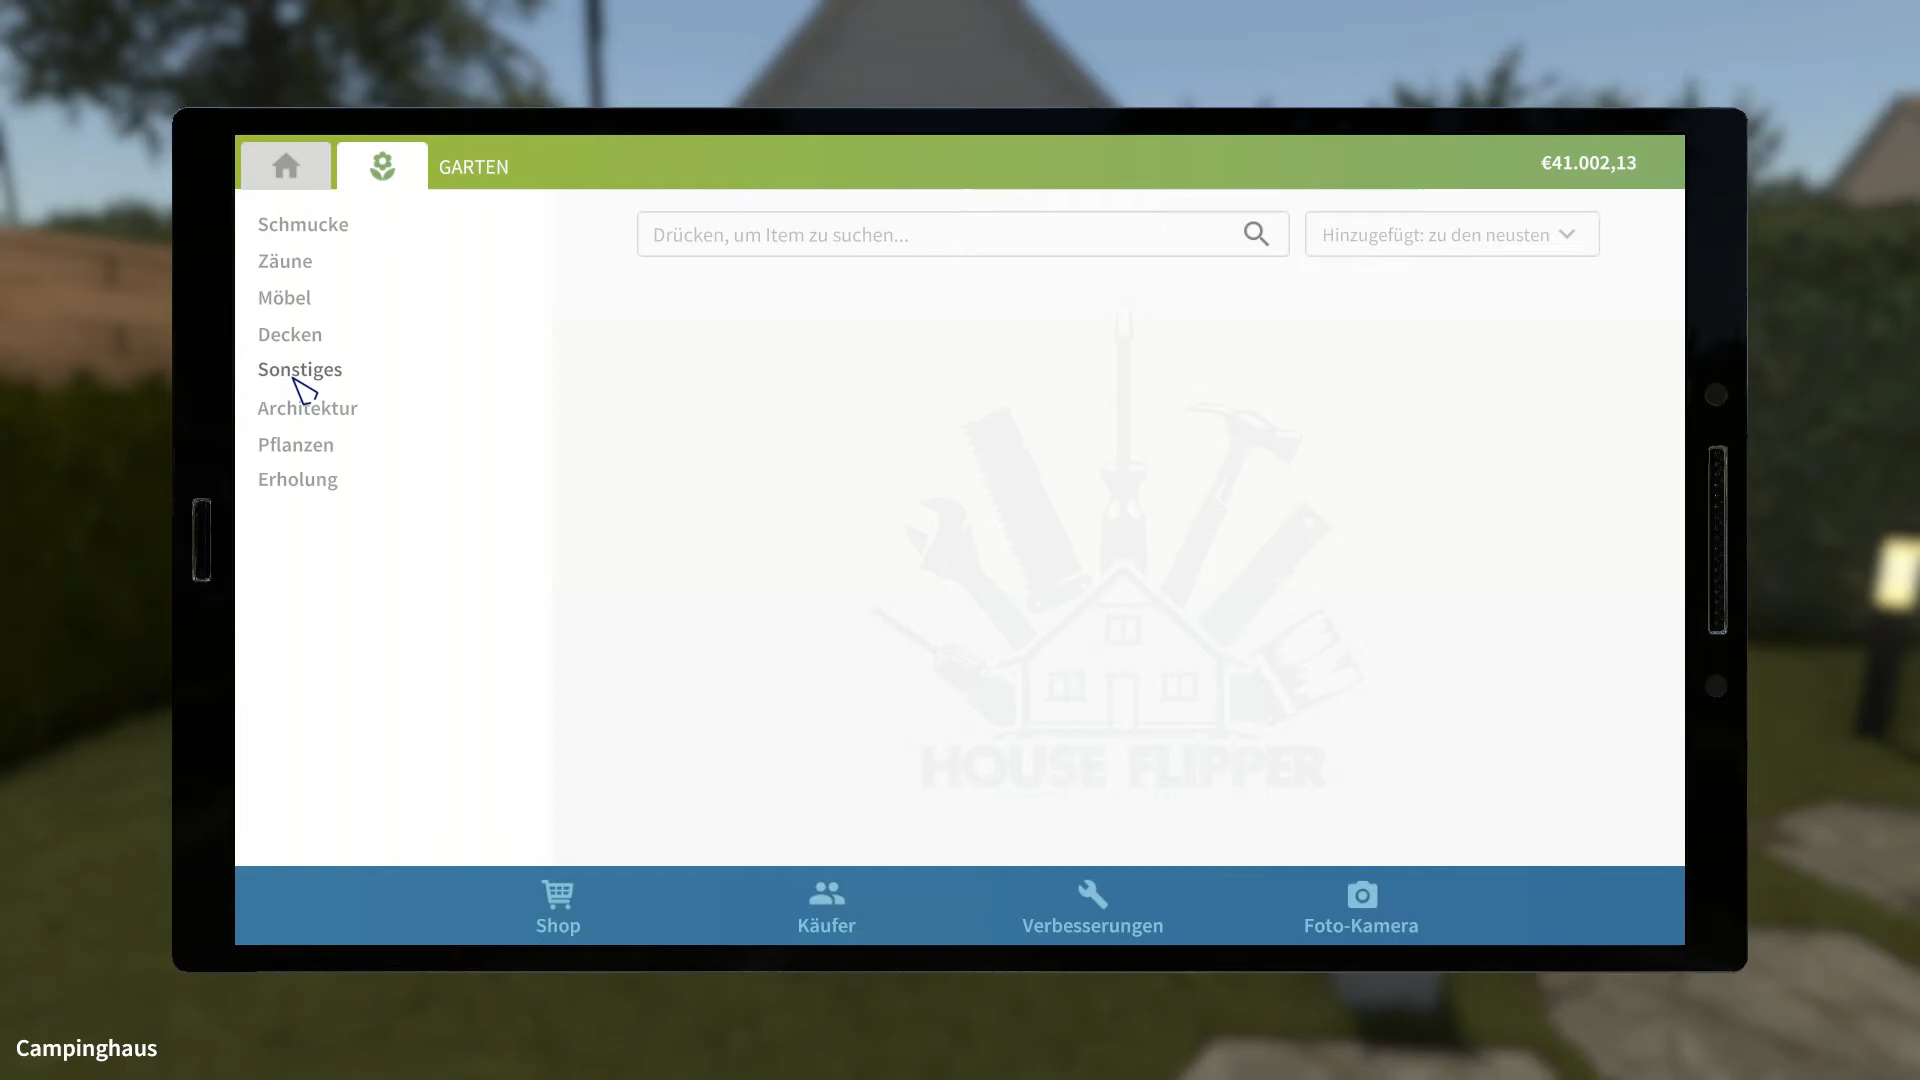 GARTEN
€41.002,13
Schmucke
Zäune
Möbel
Decken
Sonstiges
Architektur
Pflanzen
Erholung
Drücken, um Item zu suchen...
Hinzugefügt: zu den neusten
HOUSE FLIPPER
Shop
Käufer
Verbesserungen
Foto-Kamera
Campinghaus